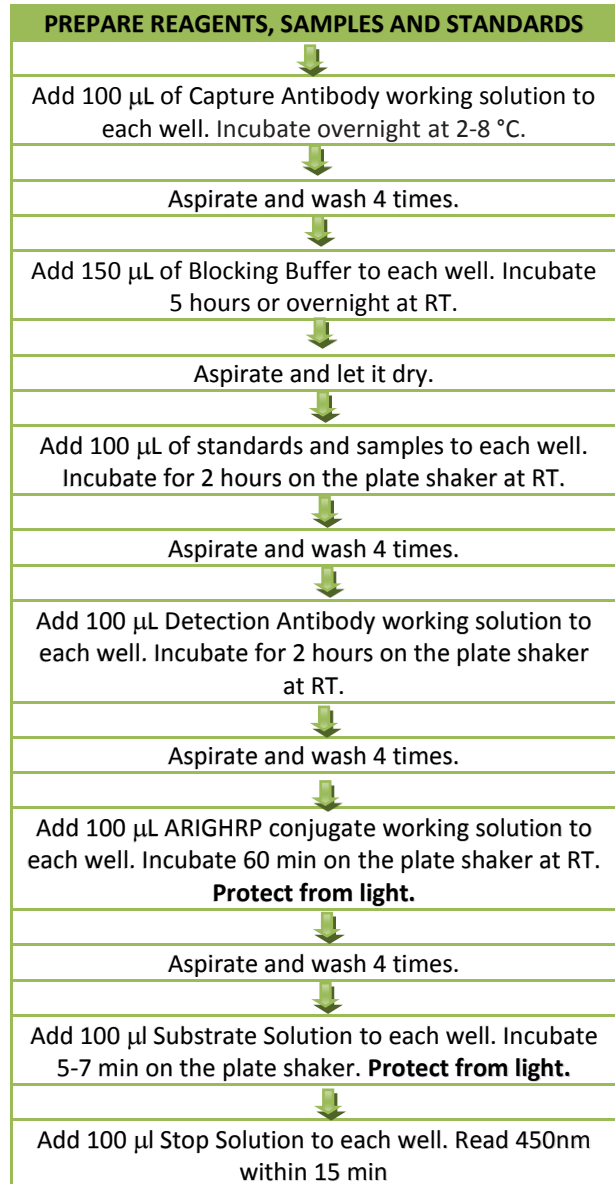 PREPARE REAGENTS, SAMPLES AND STANDARDS
Add 100 μL of Capture Antibody working solution to
each well. Incubate overnight at 2-8 °C.
Aspirate and wash 4 times.
Add 150 μL of Blocking Buffer to each well. Incubate
5 hours or overnight at RT.
Aspirate and let it dry.
Add 100 μL of standards and samples to each well.
Incubate for 2 hours on the plate shaker at RT.
Aspirate and wash 4 times.
Add 100 μL Detection Antibody working solution to
each well. Incubate for 2 hours on the plate shaker
at RT.
Aspirate and wash 4 times.
Add 100 μL ARIGHRP conjugate working solution to
each well. Incubate 60 min on the plate shaker at RT.
Protect from light.
Aspirate and wash 4 times.
Add 100 μl Substrate Solution to each well. Incubate
5-7 min on the plate shaker. Protect from light.
Add 100 μl Stop Solution to each well. Read 450nm
within 15 min